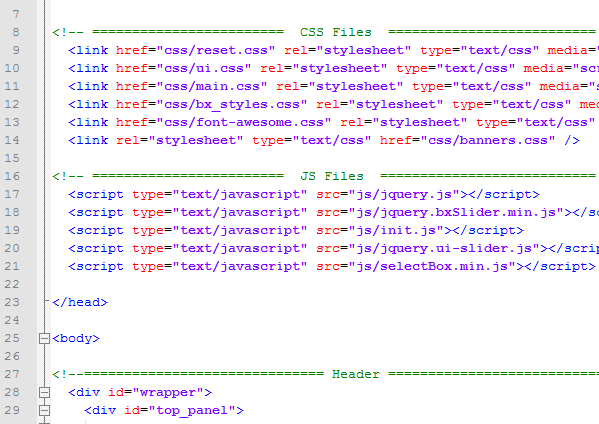 7
8 <!-- ======================== CSS Files ==========================
9 <link href="css/reset.css" rel="stylesheet" type="text/css" media="
10 <link href="css/ui.css" rel="stylesheet" type="text/css" media="scr
11 <link href="css/main.css" rel="stylesheet" type="text/css" media="s
12 <link href="css/bx_styles.css" rel="stylesheet" type="text/css" med
13 <link href="css/font-awesome.css" rel="stylesheet" type="text/css"
14 <link rel="stylesheet" type="text/css" href="css/banners.css" />
15
16 <!-- ======================== JS Files ===========================
17 <script type="text/javascript" src="js/jquery.js"></script>
18 <script type="text/javascript" src="js/jquery.bxSlider.min.js"></sc
19 <script type="text/javascript" src="js/init.js"></script>
20 <script type="text/javascript" src="js/jquery.ui-slider.js"></scrip
21 <script type="text/javascript" src="js/selectBox.min.js"></script>
22
23 </head>
24
25 <body>
26
27 <!--============================== Header ==========================
28 <div id="wrapper">
29 <div id="top_panel">